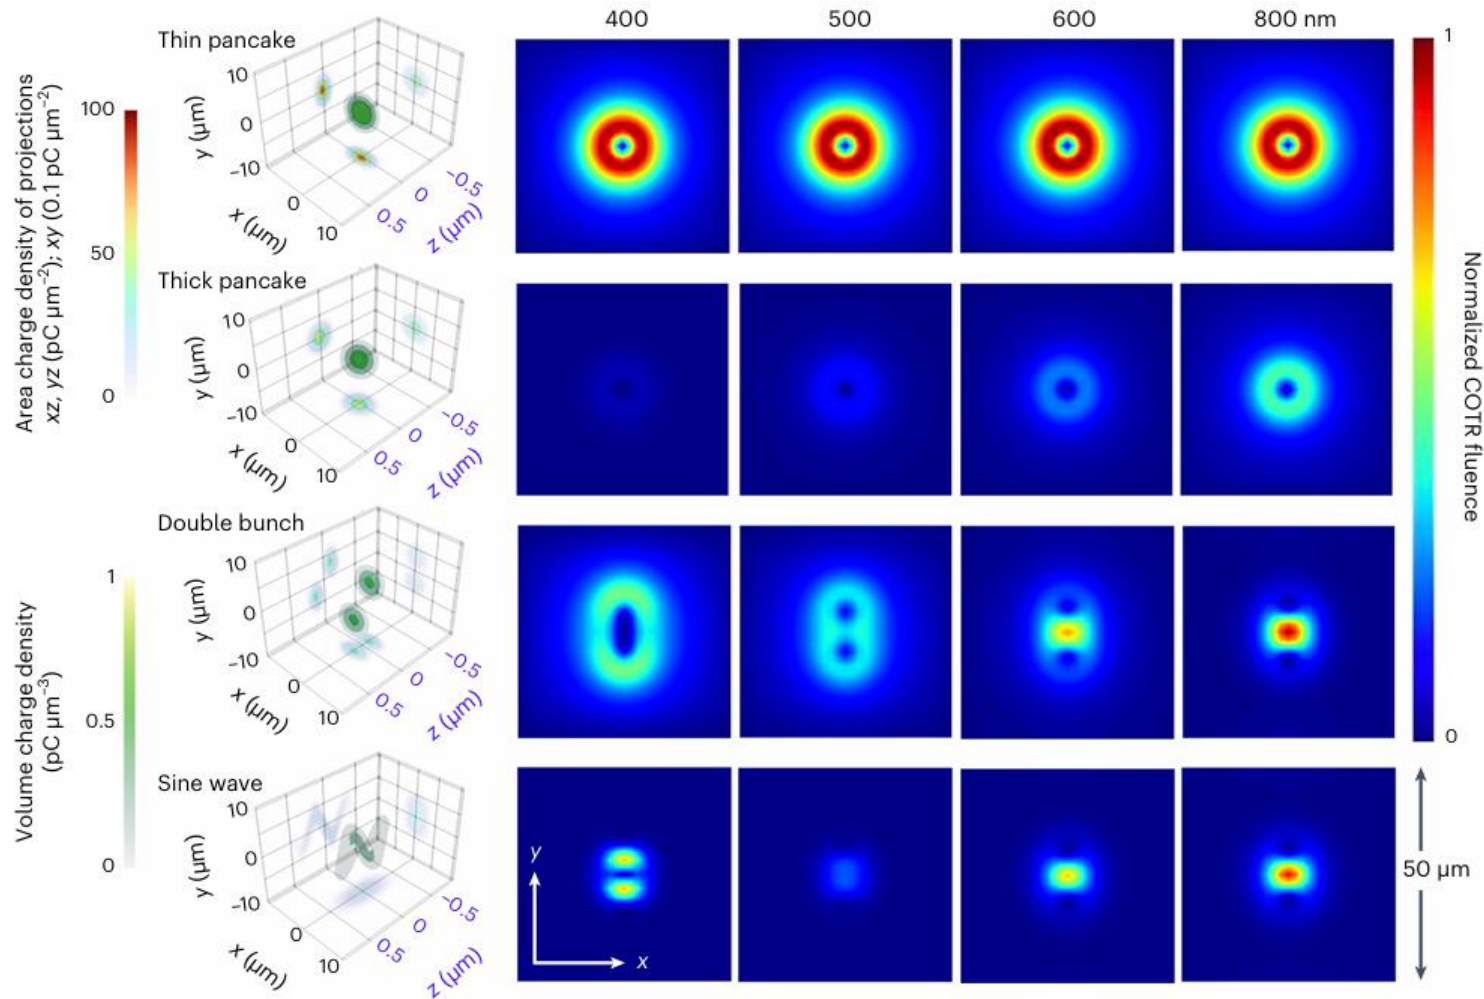 400
500
600
800 nm
Area charge density of projections
xz, yz (pC μm⁻²); xy (0.1 pC μm⁻²)
100
50
0
Volume charge density
(pC μm⁻³)
1
0.5
0
Thin pancake
10
0
−10
y (μm)
0
10
x (μm)
−0.5
0
0.5
z (μm)
Thick pancake
10
0
−10
y (μm)
0
10
x (μm)
−0.5
0
0.5
z (μm)
Double bunch
10
0
−10
y (μm)
0
10
x (μm)
−0.5
0
0.5
z (μm)
Sine wave
10
0
−10
y (μm)
0
10
x (μm)
−0.5
0
0.5
z (μm)
y
x
1
0
Normalized COTR fluence
50 μm